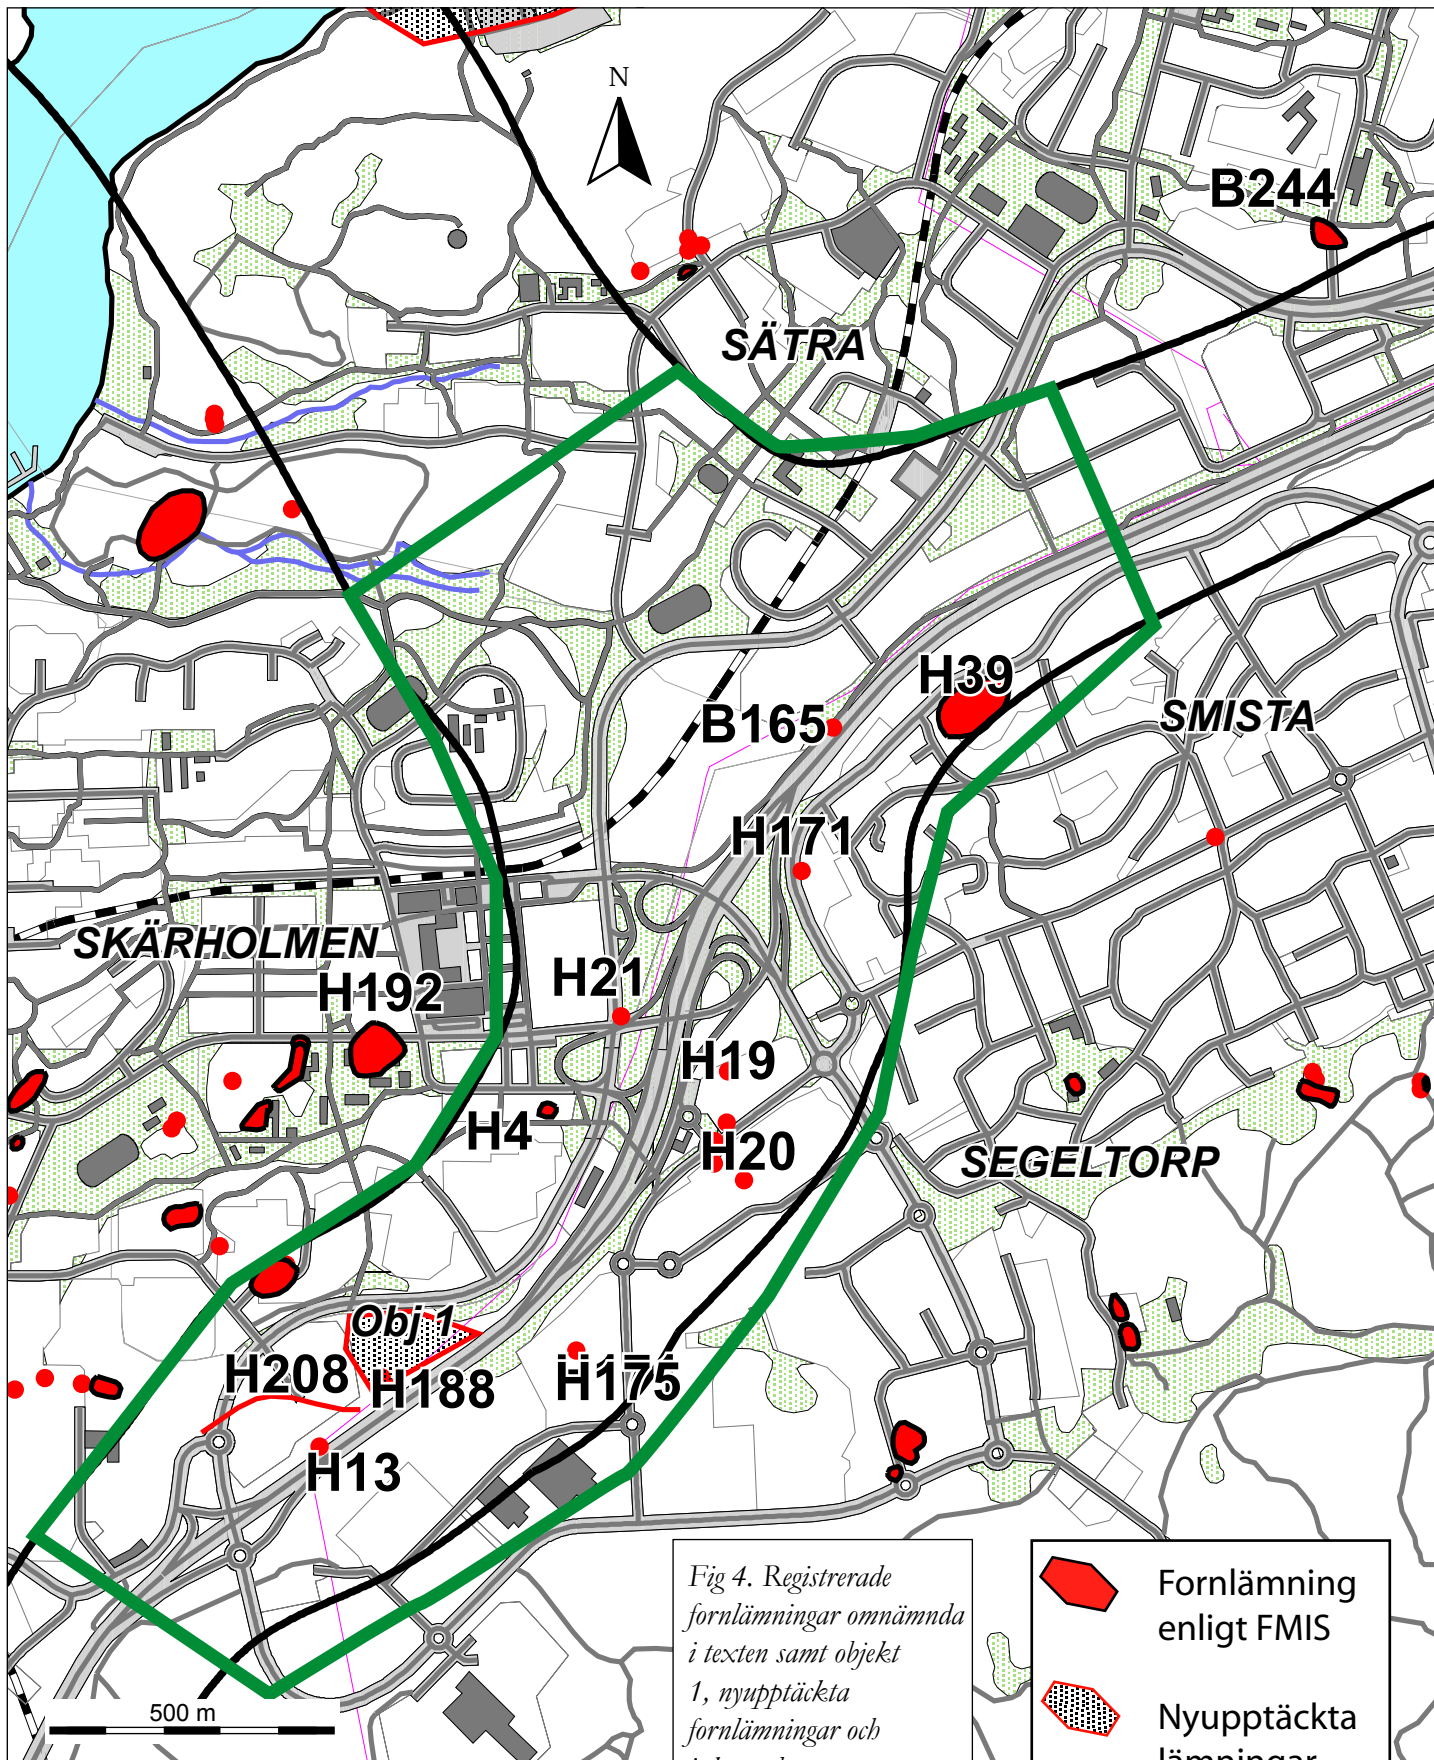 N
B244
SÄTRA
H39
SMISTA
B165
H171
SKÄRHOLMEN
H192
H21
H19
H4
H20
SEGELTORP
Obj 1
H208
H188
H175
H13
500 m
Fig 4. Registrerade
fornlämningar omnämnda
i texten samt objekt
1, nyupptäckta
fornlämningar och
Fornlämning
enligt FMIS
Nyupptäckta
lämningar